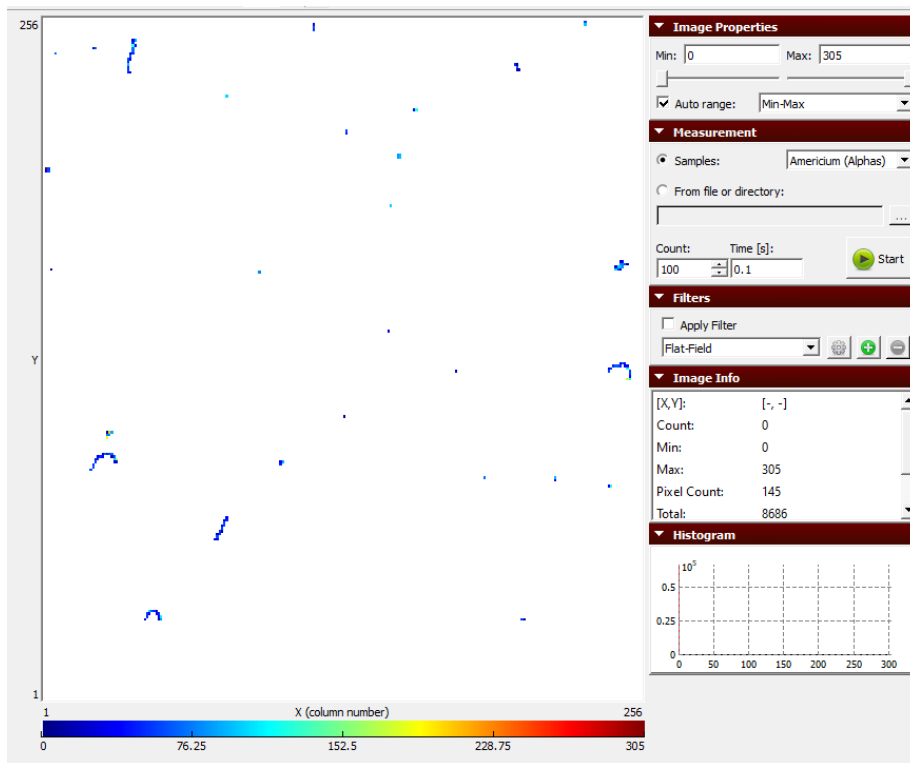 256
Y
1
1
X (column number)
256
0
76.25
152.5
228.75
305
Image Properties
Min: 0 Max: 305
Auto range: Min-Max
Measurement
Samples: Americium (Alphas)
From file or directory:
...
Count: Time [s]:
100 0.1 Start
Filters
Apply Filter
Flat-Field
Image Info
[X,Y]: [-, -]
Count: 0
Min: 0
Max: 305
Pixel Count: 145
Total: 8686
Histogram
10⁵
0.5
0.25
0
0 50 100 150 200 250 300